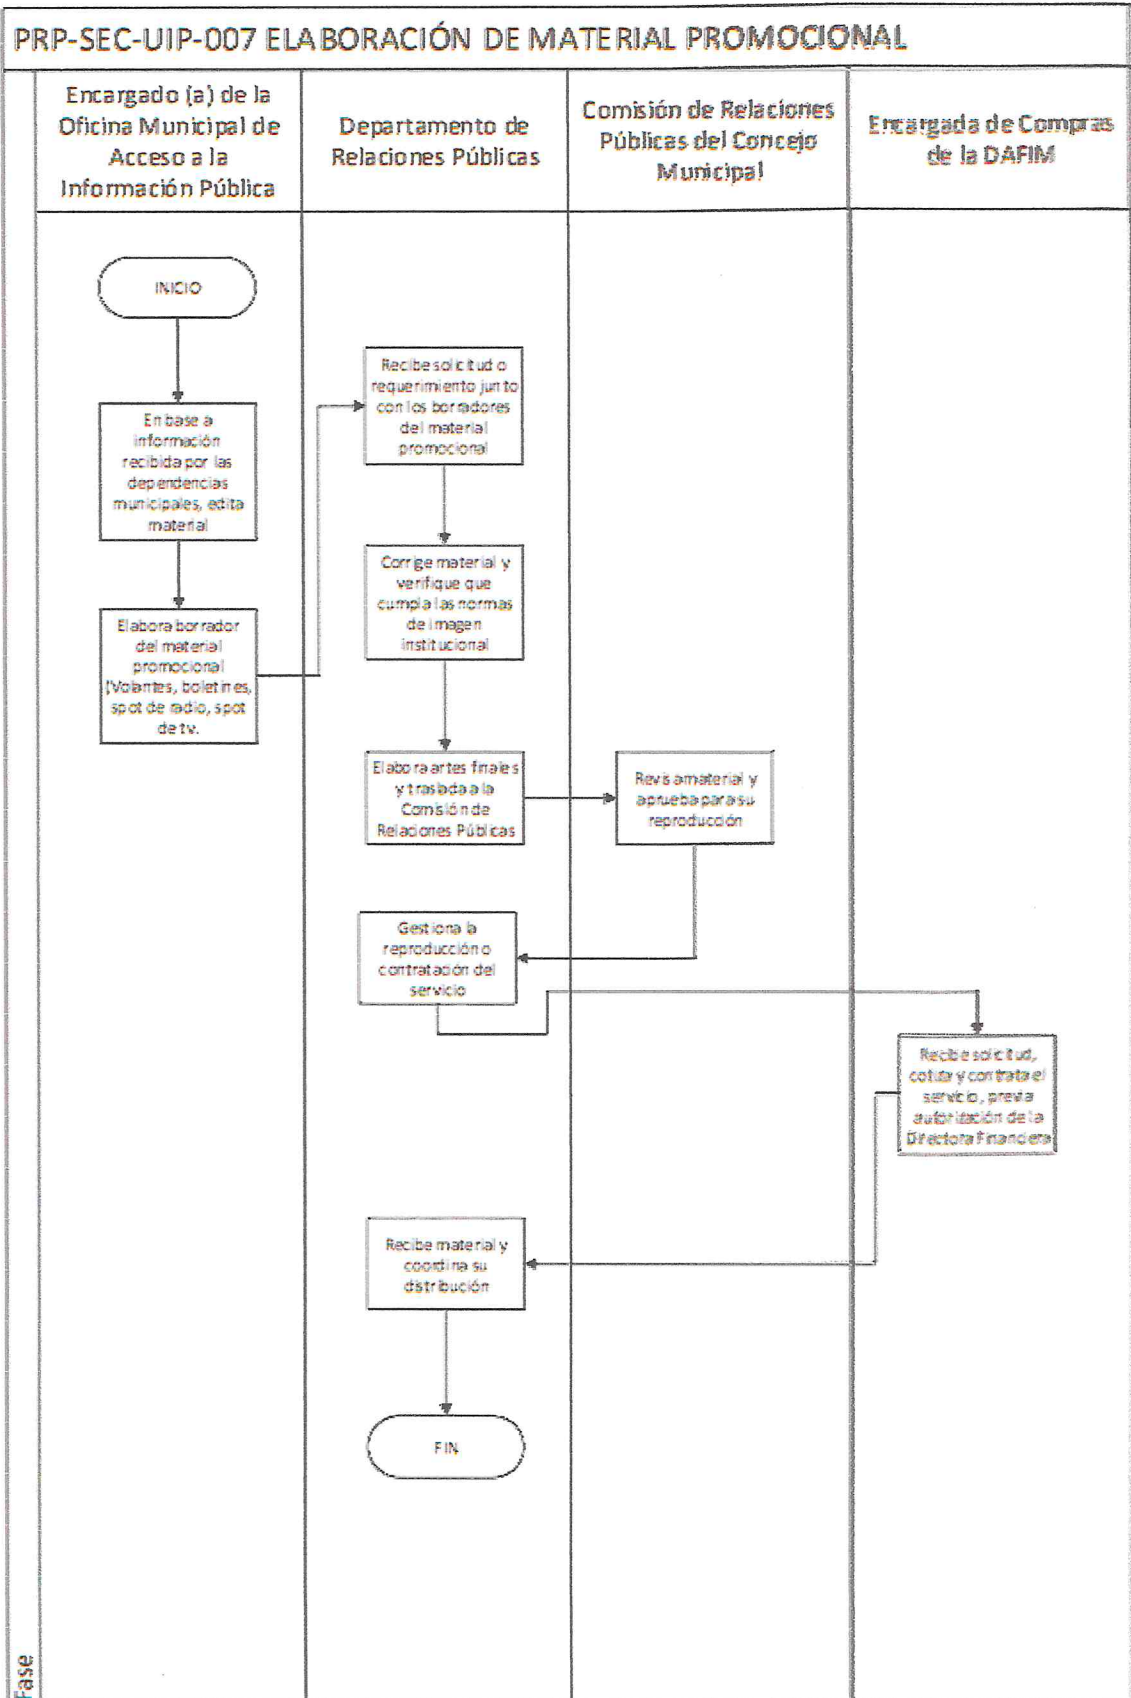 PRP-SEC-UIP-007 ELABORACIÓN DE MATERIAL PROMOCIONAL
Encargado (a) de la
Oficina Municipal de
Acceso a la
Información Pública
Departamento de
Relaciones Públicas
Comisión de Relaciones
Públicas del Concejo
Municipal
Encargada de Compras
de la DAFIM
INICIO
En base a
información
recibida por las
dependencias
municipales, edita
material
Elabora borrador
del material
promocional
(Volantes, boletines,
spot de radio, spot
de tv.
Recibe solicitud o
requerimiento junto
con los borradores
del material
promocional
Corrige material y
verifique que
cumpla las normas
de imagen
institucional
Elabora artes finales
y traslada a la
Comisión de
Relaciones Públicas
Revisa material y
aprueba para su
reproducción
Gestiona la
reproducción o
contratación del
servicio
Recibe solicitud,
cotiza y contrata el
servicio, previa
autorización de la
Directora Financiera
Recibe material y
coordina su
distribución
FIN
Fase